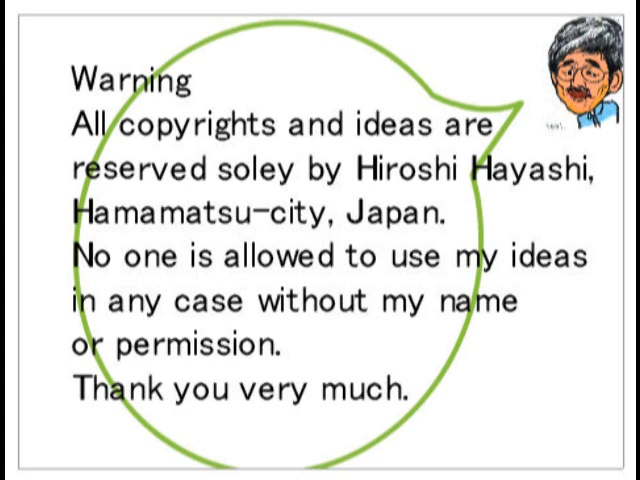 Warning
All copyrights and ideas are
reserved soley by Hiroshi Hayashi,
Hamamatsu-city, Japan.
No one is allowed to use my ideas
in any case without my name
or permission.
Thank you very much.